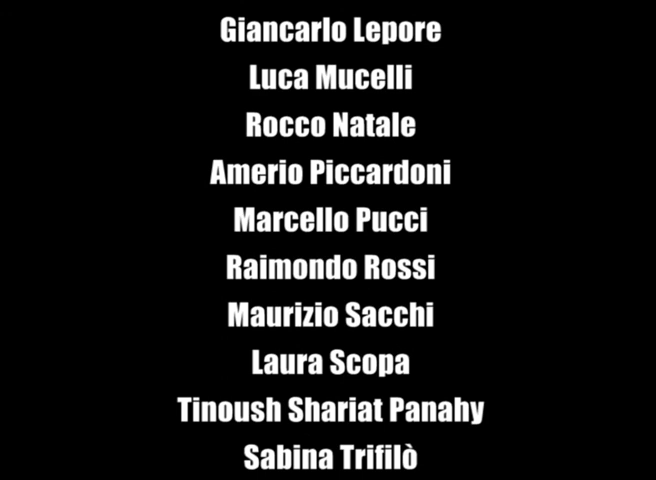 Giancarlo Lepore
Luca Mucelli
Rocco Natale
Amerio Piccardoni
Marcello Pucci
Raimondo Rossi
Maurizio Sacchi
Laura Scopa
Tinoush Shariat Panahy
Sabina Trifilò